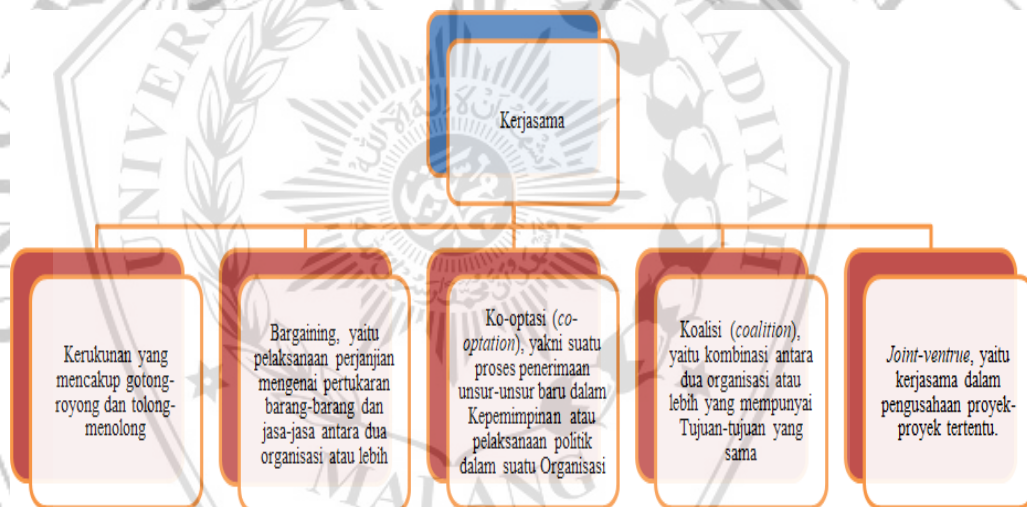 Kerjasama
Kerukunan yang
mencakup gotong-
royong dan tolong-
menolong
Bargaining, yaitu
pelaksanaan perjanjian
mengenai pertukaran
barang-barang dan
jasa-jasa antara dua
organisasi atau lebih
Ko-optasi (co-
optation), yakni suatu
proses penerimaan
unsur-unsur baru dalam
Kepemimpinan atau
pelaksanaan politik
dalam suatu Organisasi
Koalisi (coalition),
yaitu kombinasi antara
dua organisasi atau
lebih yang mempunyai
Tujuan-tujuan yang
sama
Joint-ventrue, yaitu
kerjasama dalam
pengusahaan proyek-
proyek tertentu.
MALANG